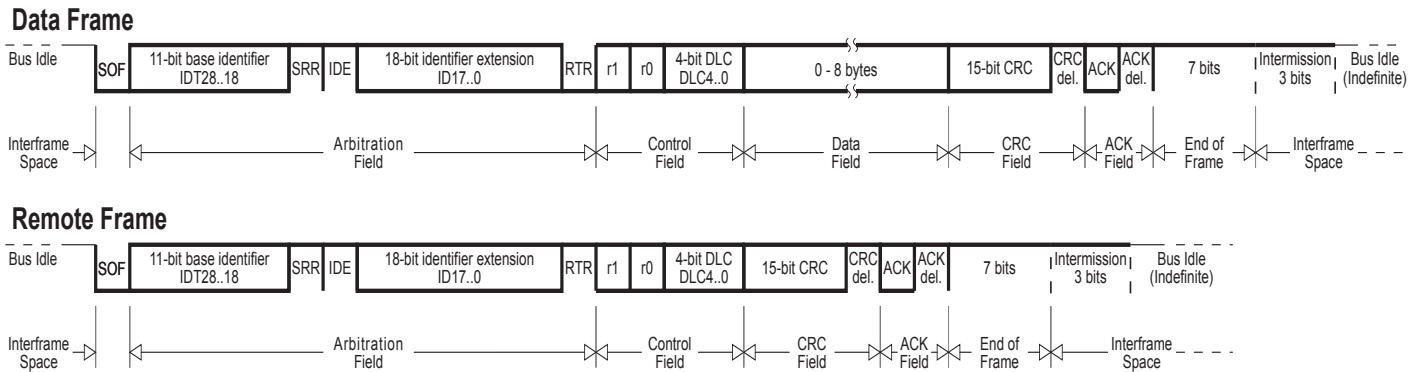 Data Frame
Bus Idle
SOF
11-bit base identifier
IDT28..18
SRR
IDE
18-bit identifier extension
ID17..0
RTR
r1
r0
4-bit DLC
DLC4..0
0 - 8 bytes
15-bit CRC
CRC
del.
ACK
ACK
del.
7 bits
Intermission
3 bits
Bus Idle
(Indefinite)
Interframe
Space
Arbitration
Field
Control
Field
Data
Field
CRC
Field
ACK
Field
End of
Frame
Interframe
Space
Remote Frame
Bus Idle
SOF
11-bit base identifier
IDT28..18
SRR
IDE
18-bit identifier extension
ID17..0
RTR
r1
r0
4-bit DLC
DLC4..0
15-bit CRC
CRC
del.
ACK
ACK
del.
7 bits
Intermission
3 bits
Bus Idle
(Indefinite)
Interframe
Space
Arbitration
Field
Control
Field
CRC
Field
ACK
Field
End of
Frame
Interframe
Space